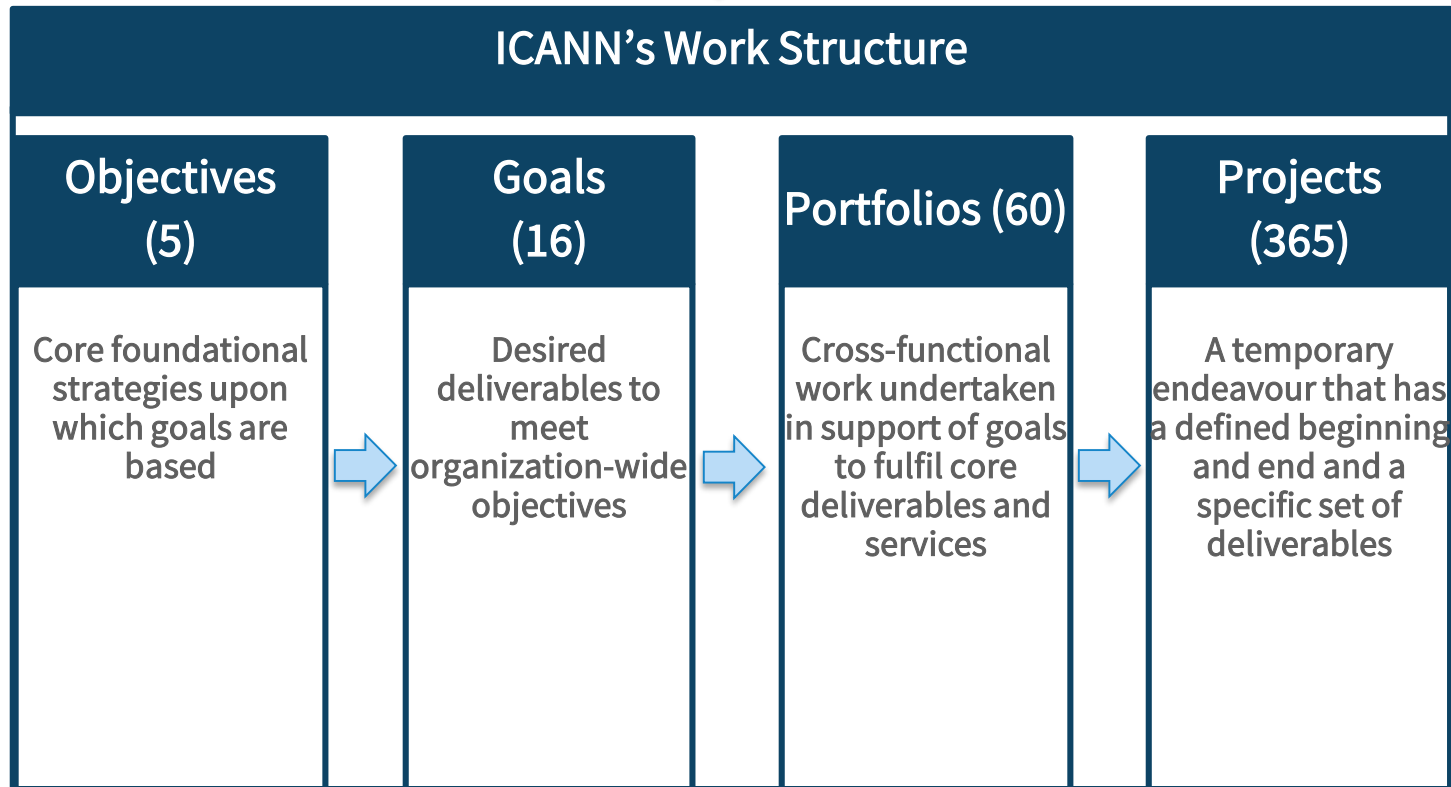 ICANN’s Work Structure
Objectives
(5)
Core foundational
strategies upon
which goals are
based
Goals
(16)
Desired
deliverables to
meet
organization-wide
objectives
Portfolios (60)
Cross-functional
work undertaken
in support of goals
to fulfil core
deliverables and
services
Projects
(365)
A temporary
endeavour that has
a defined beginning
and end and a
specific set of
deliverables